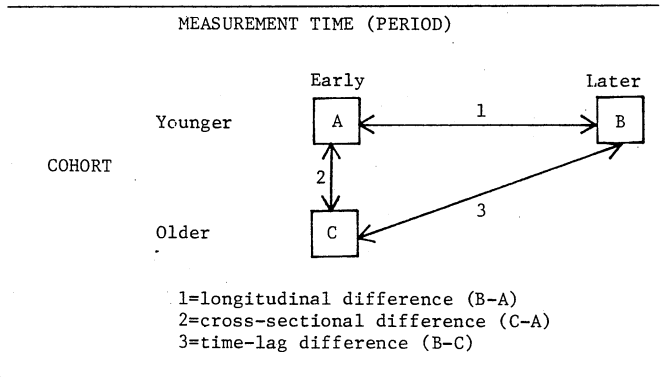 MEASUREMENT TIME (PERIOD)
Early Later
Younger A 1 B
COHORT 2
3
Older C
1=longitudinal difference (B-A)
2=cross-sectional difference (C-A)
3=time-lag difference (B-C)